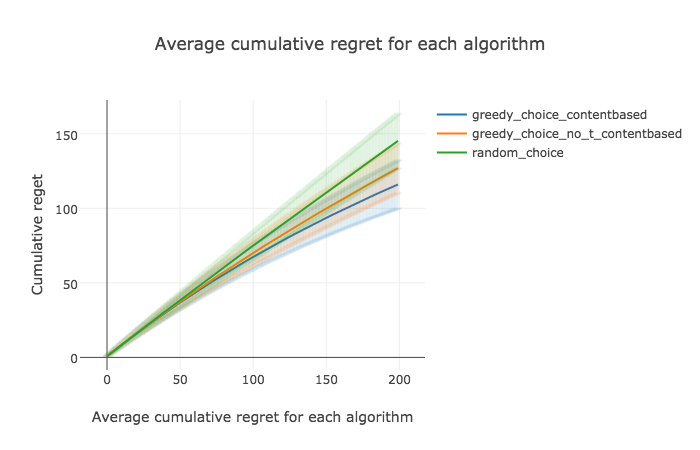 Average cumulative regret for each algorithm
greedy_choice_contentbased
greedy_choice_no_t_contentbased
random_choice
Cumulative reget
150
100
50
0
0 50 100 150 200
Average cumulative regret for each algorithm